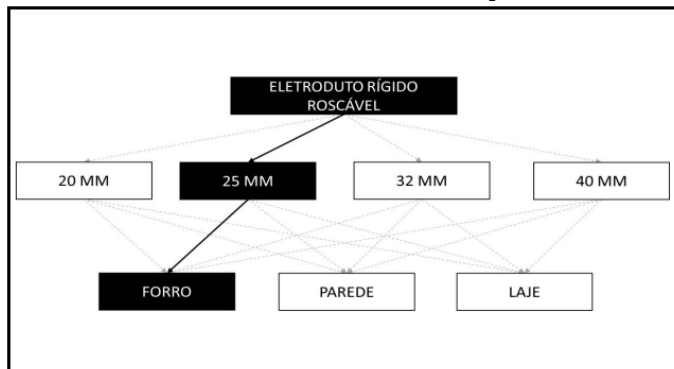 ELETRODUTO RÍGIDO
ROSCÁVEL
20 MM
25 MM
32 MM
40 MM
FORRO
PAREDE
LAJE